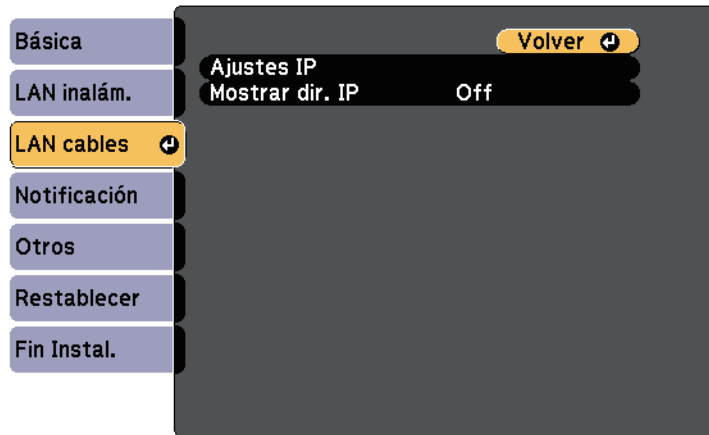 Básica
LAN inalám.
LAN cables
Notificación
Otros
Restablecer
Fin Instal.
Volver
Ajustes IP
Mostrar dir. IP Off